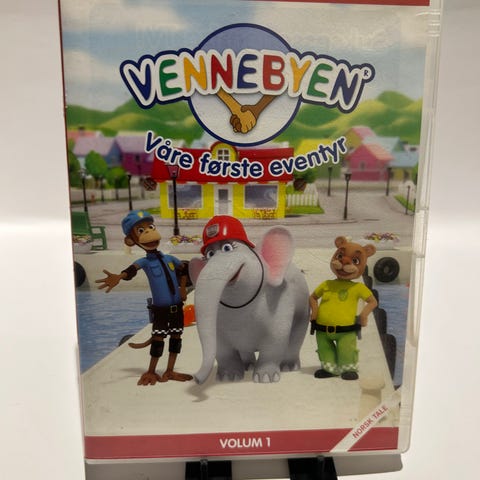 VENNEBYEN®
Våre første eventyr
NORSK TALE
VOLUM 1